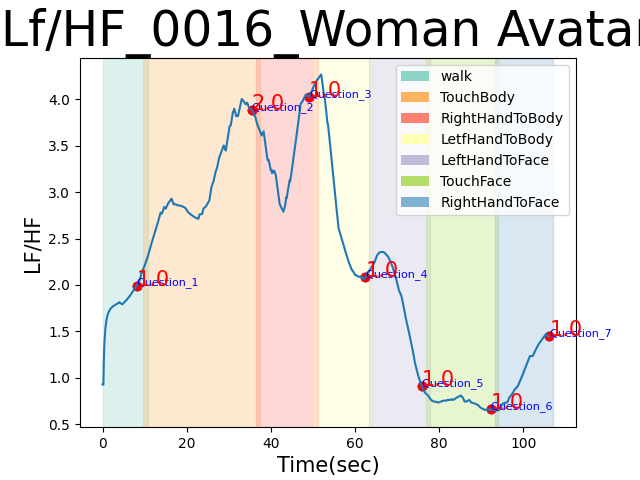 Lf/HF_0016_Woman Avatar
LF/HF
4.0
3.5
3.0
2.5
2.0
1.5
1.0
0.5
0
20
40
60
80
100
Time(sec)
walk
TouchBody
RightHandToBody
LetfHandToBody
LeftHandToFace
TouchFace
RightHandToFace
1.0
Question_1
2.0
Question_2
1.0
Question_3
1.0
Question_4
1.0
Question_5
1.0
Question_6
1.0
Question_7